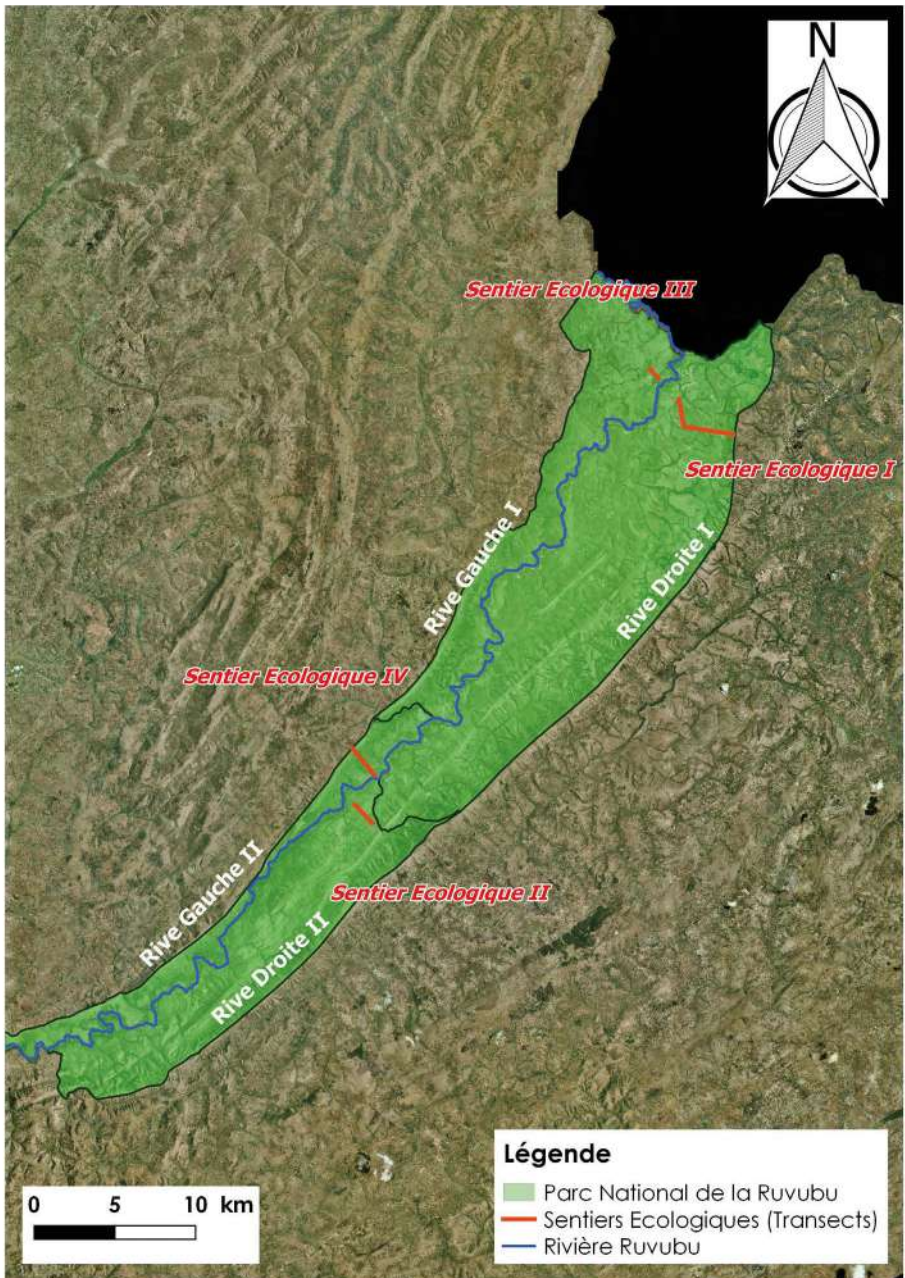 N
Sentier Ecologique III
Sentier Ecologique I
Rive Gauche I
Rive Droite I
Sentier Ecologique IV
Rive Gauche II
Sentier Ecologique II
Rive Droite II
Légende
Parc National de la Ruvubu
Sentiers Ecologiques (Transects)
Rivière Ruvubu
0 5 10 km